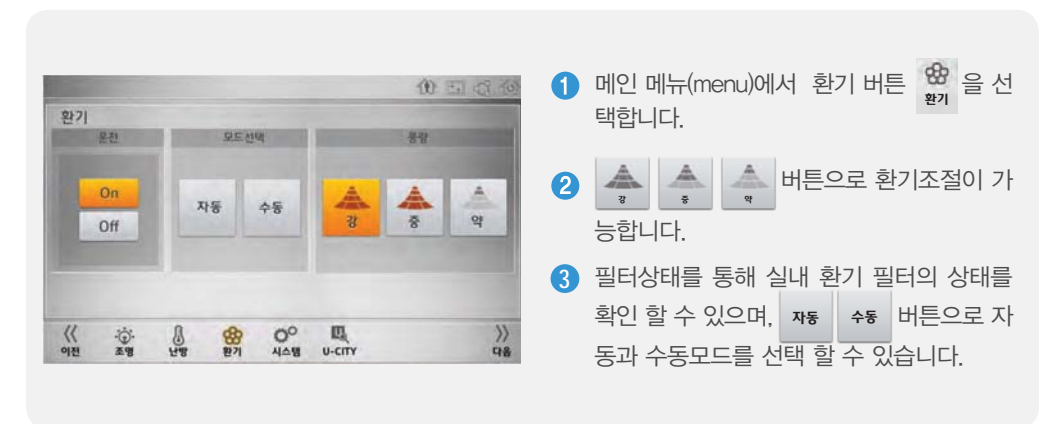 환기
운전
모드선택
풍량
On
Off
자동
수동
강
중
약
이전
조명
난방
환기
시스템
U-CITY
다음
1 메인 메뉴(menu)에서 환기 버튼 환기 을 선
택합니다.
2 강 중 약 버튼으로 환기조절이 가
능합니다.
3 필터상태를 통해 실내 환기 필터의 상태를
확인 할 수 있으며, 자동 수동 버튼으로 자
동과 수동모드를 선택 할 수 있습니다.